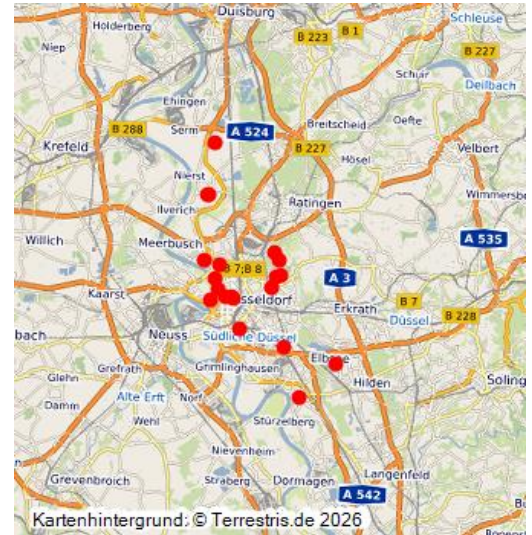 Duisburg
Holderberg
B 1
Schleuse
B 223
Niep
B 227
Schlür
Deilbach
Ehingen
Breitscheid
Oefte
Serm
A 524
B 288
Krefeld
B 227
Velbert
Hösel
Nierst
Wimmersb
Ilverich
Ratingen
Willich
Meerbusch
A 535
B 7;B 8
A 3
Kaarst
sseldorf
B 7
bach
Erkrath
Düssel
B 228
Neuss
Südliche Düssel
Grefrath
Grimlinghausen
Hilden
Glehn
Solin
Alte Erft
Norf
Damm
Wehl
Stürzelberg
Nievenheim
Langenfeld
Grevenbroich
Straberg
Dormagen
A 542
Kartenhintergrund: © Terrestris.de 2026